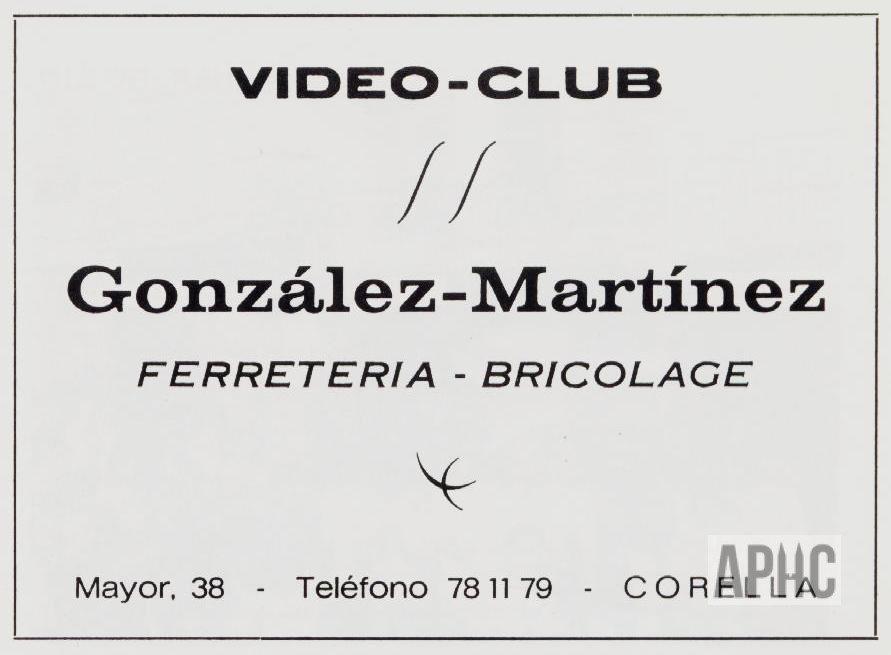 VIDEO-CLUB
González-Martínez
FERRETERIA - BRICOLAGE
Mayor, 38 - Teléfono 78 11 79 - CORELLA
APHC